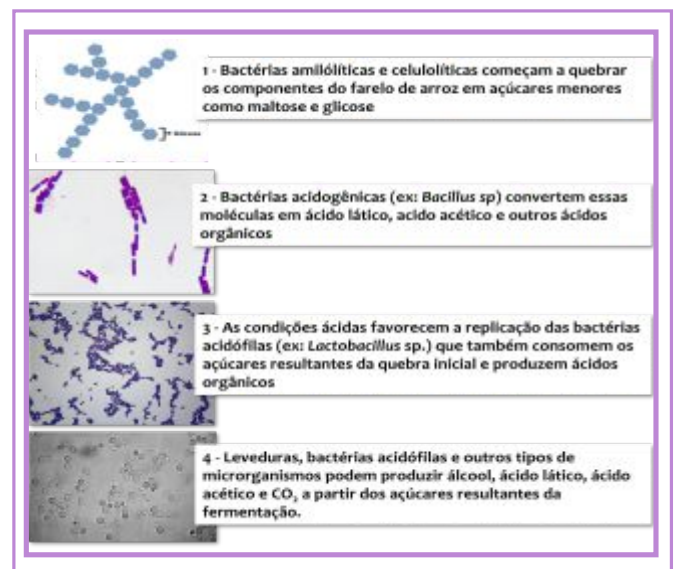 1 - Bactérias amilólíticas e celulolíticas começam a quebrar
os componentes do farelo de arroz em açúcares menores
como maltose e glicose
2 - Bactérias acidogênicas (ex: Bacillus sp) convertem essas
moléculas em ácido lático, acido acético e outros ácidos
orgânicos
3 - As condições ácidas favorecem a replicação das bactérias
acidófilas (ex: Lactobacillus sp.) que também consomem os
açúcares resultantes da quebra inicial e produzem ácidos
orgânicos
4 - Leveduras, bactérias acidófilas e outros tipos de
microrganismos podem produzir álcool, ácido lático, ácido
acético e CO, a partir dos açúcares resultantes da
fermentação.